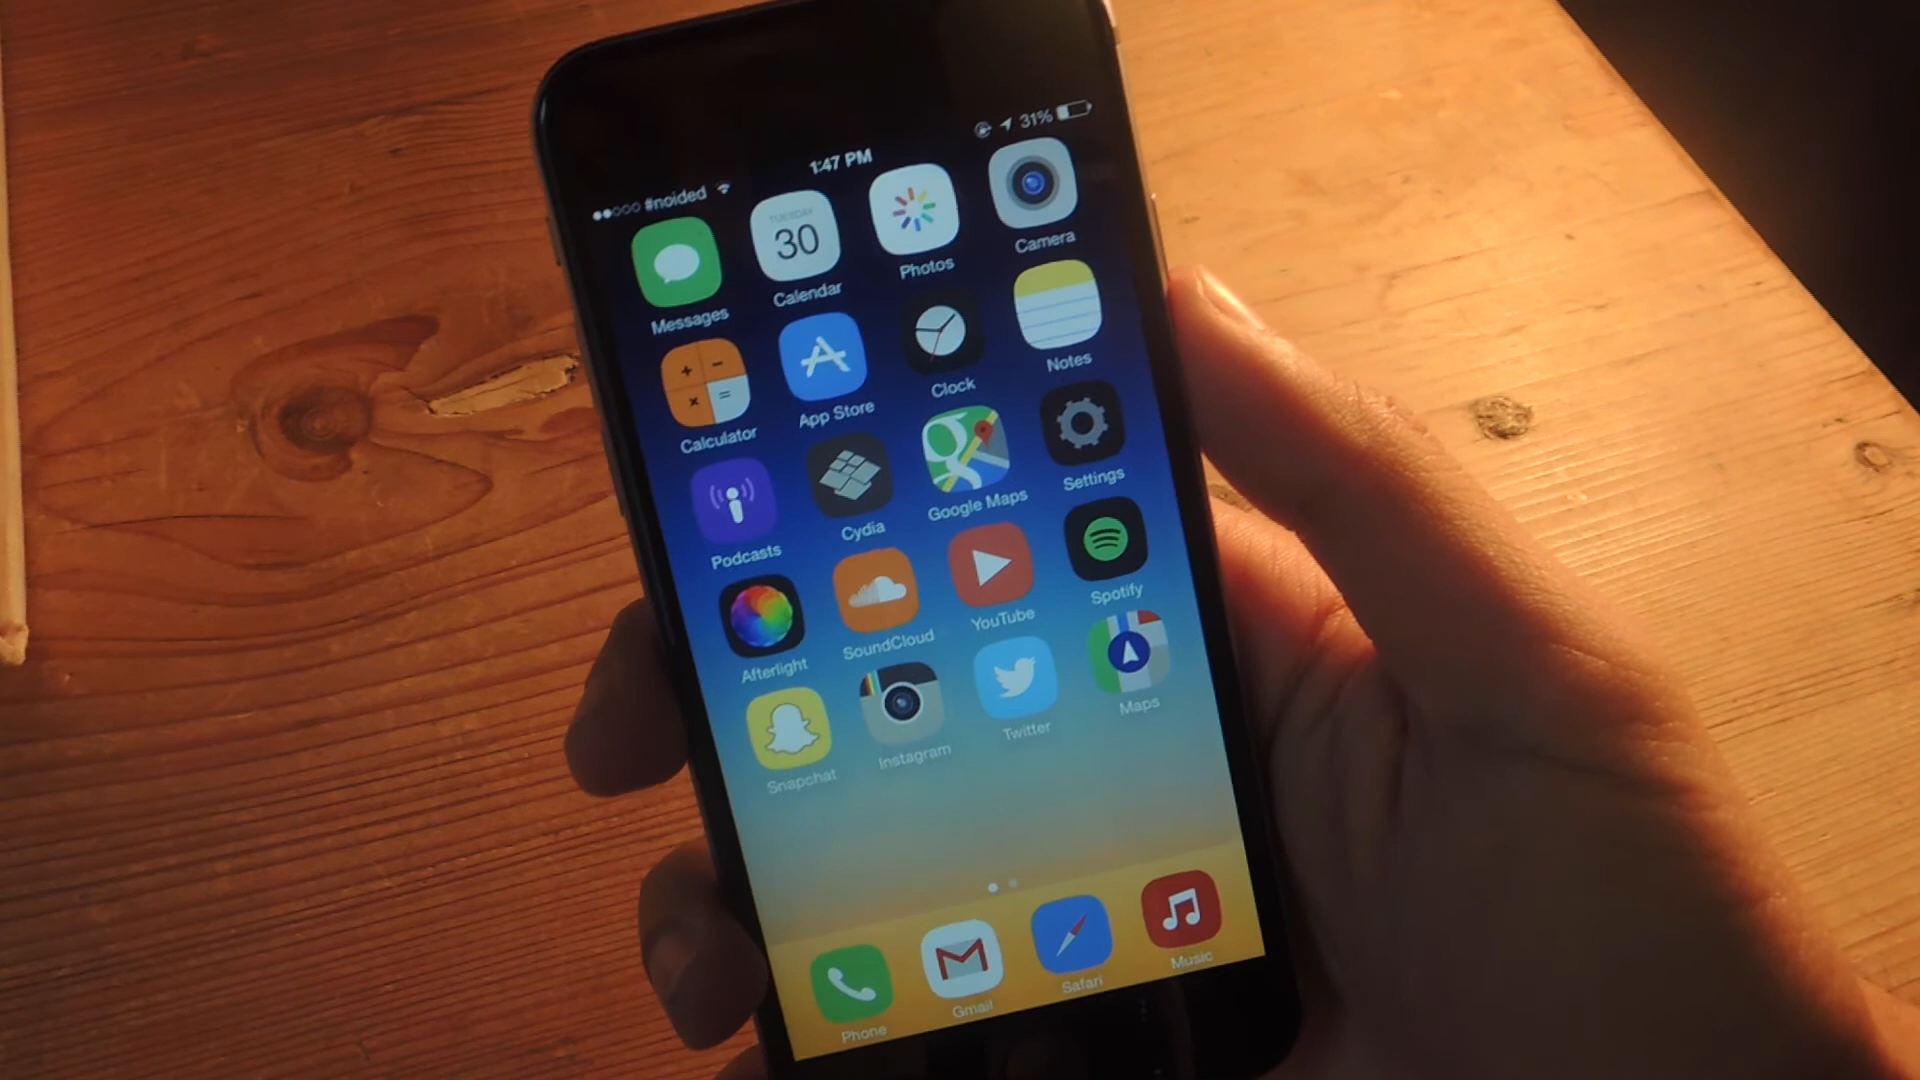 #noided 1:47 PM 31%
TUESDAY
30
Messages Calendar Photos Camera
Calculator App Store Clock Notes
Podcasts Cydia Google Maps Settings
Afterlight SoundCloud YouTube Spotify
Snapchat Instagram Twitter Maps
Phone Gmail Safari Music